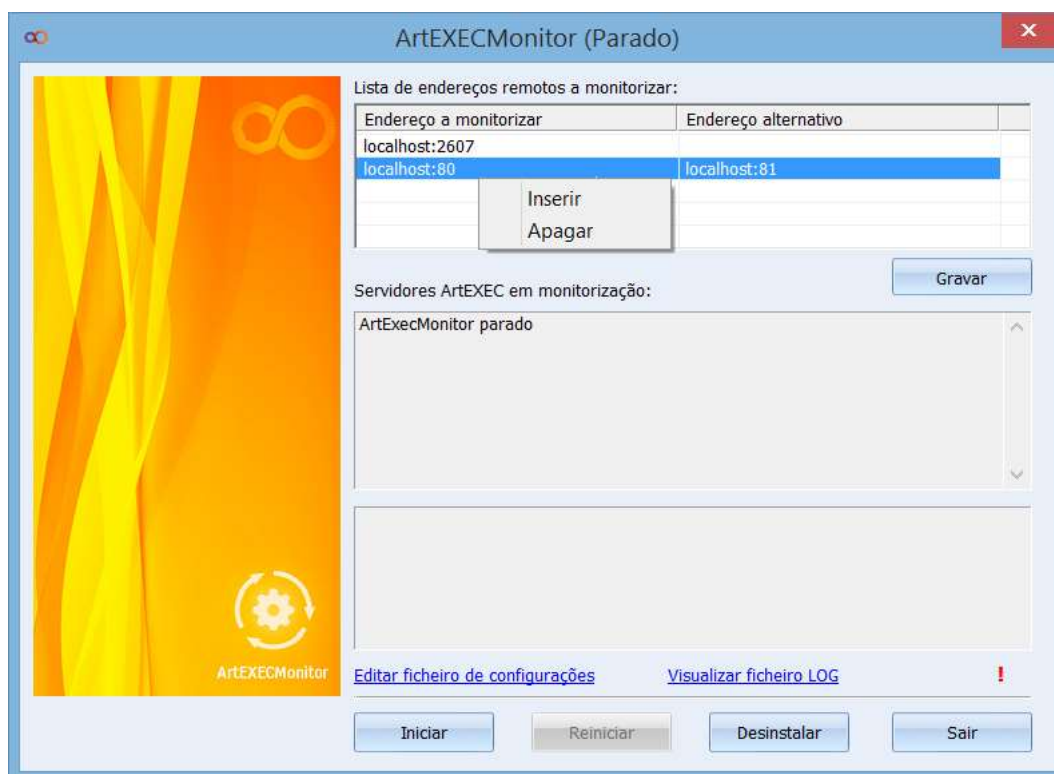 ArtEXECMonitor (Parado)
Lista de endereços remotos a monitorizar:
Endereço a monitorizar Endereço alternativo
localhost:2607
localhost:80 localhost:81
Inserir
Apagar
Gravar
Servidores ArtEXEC em monitorização:
ArtExecMonitor parado
ArtEXECMonitor
Editar ficheiro de configurações Visualizar ficheiro LOG !
Iniciar Reiniciar Desinstalar Sair